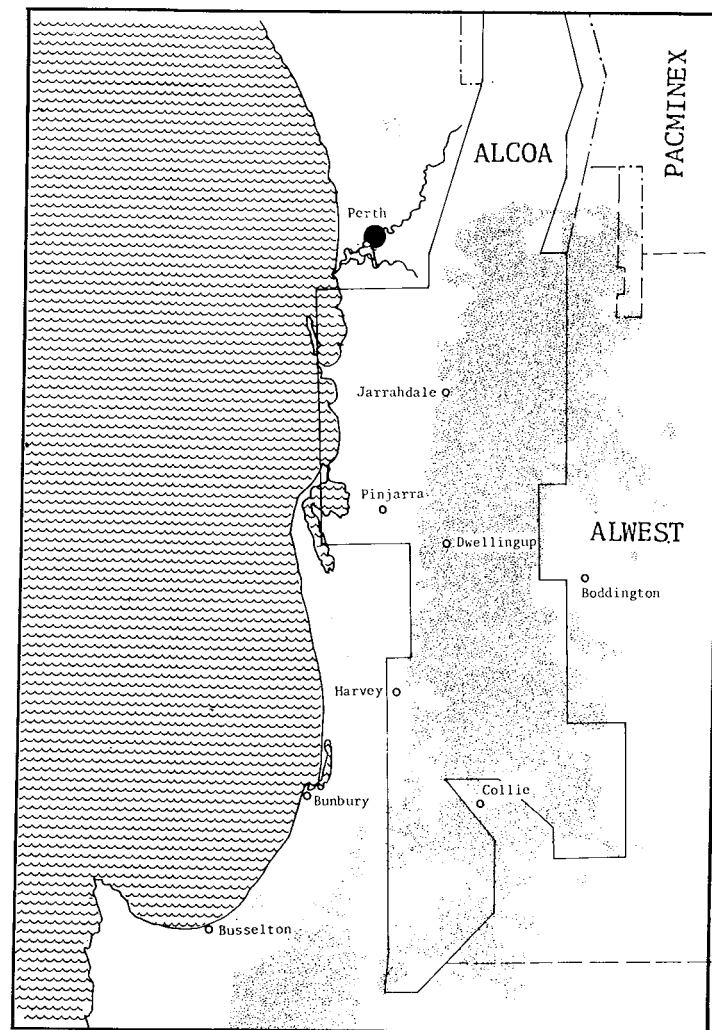 PACMINEX
ALCOA
Perth
Jarrahdale
Pinjarra
ALWEST
Dwellingup
Boddington
Harvey
Collie
Bunbury
Busselton